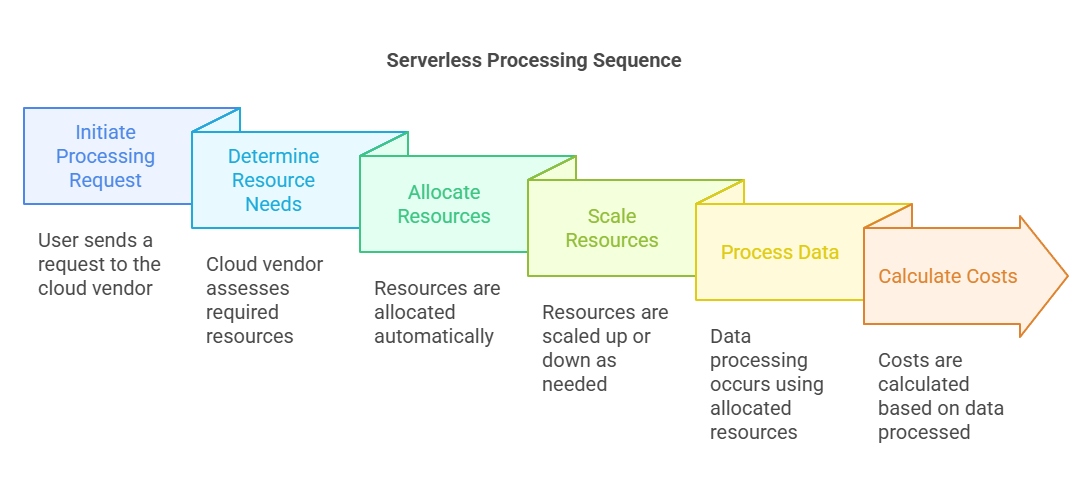 Serverless Processing Sequence
Initiate
Processing
Request
User sends a
request to the
cloud vendor
Determine
Resource
Needs
Cloud vendor
assesses
required
resources
Allocate
Resources
Resources are
allocated
automatically
Scale
Resources
Resources are
scaled up or
down as
needed
Process Data
Data
processing
occurs using
allocated
resources
Calculate Costs
Costs are
calculated
based on data
processed